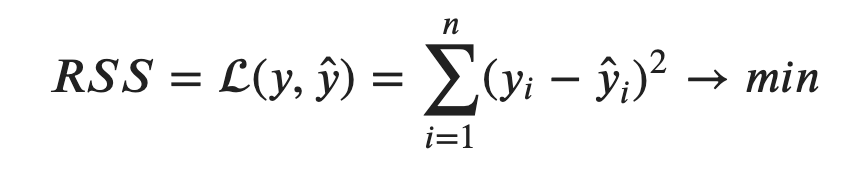 RSS = ℒ(y, ŷ) = ∑_{i=1}^{n} (y_i − ŷ_i)² → min